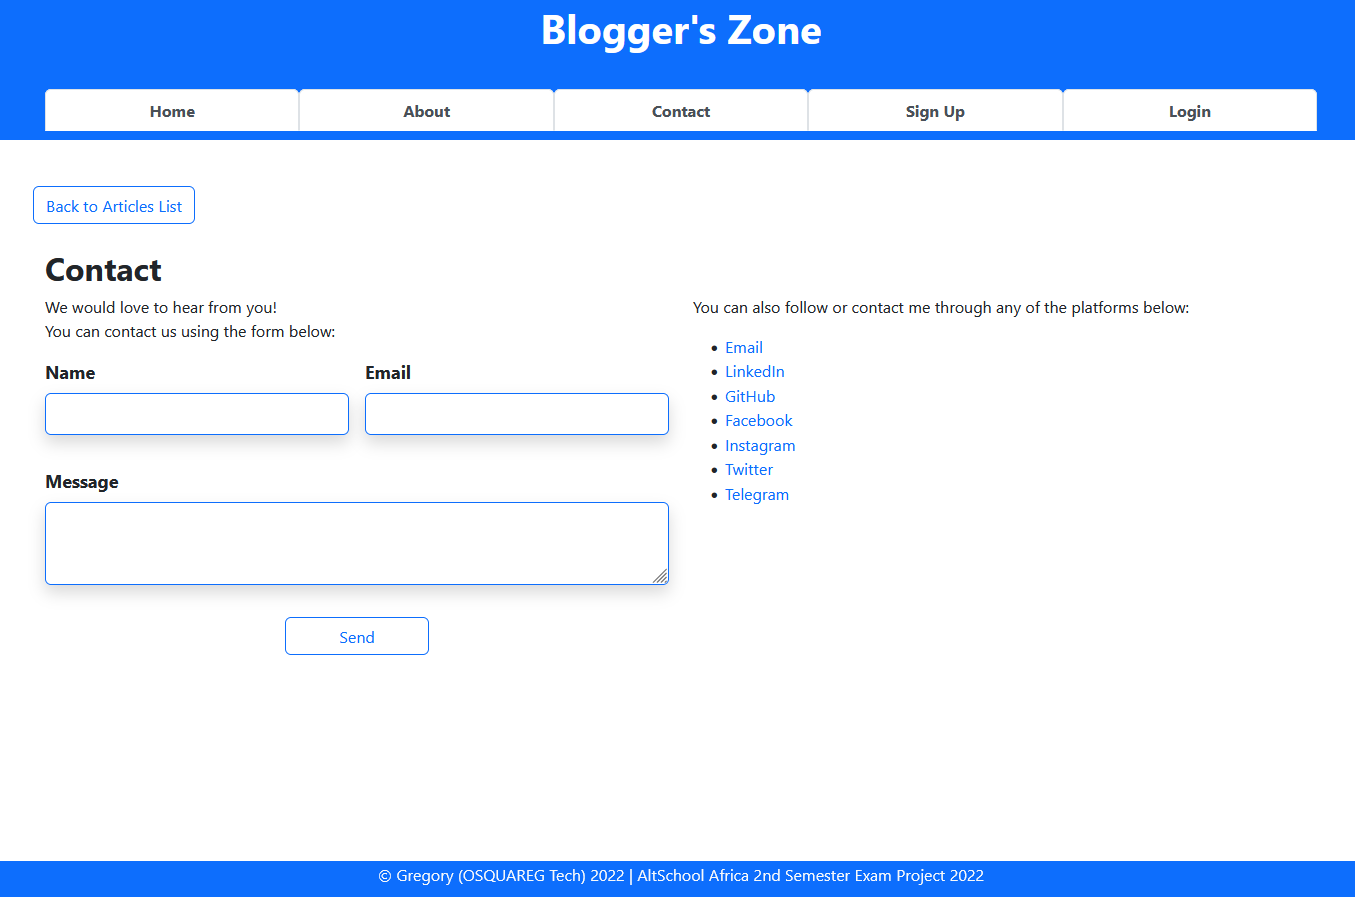 Blogger's Zone
Home About Contact Sign Up Login
Back to Articles List
Contact
We would love to hear from you!
You can contact us using the form below:
Name Email
Message
Send
You can also follow or contact me through any of the platforms below:
Email
LinkedIn
GitHub
Facebook
Instagram
Twitter
Telegram
© Gregory (OSQUAREG Tech) 2022 | AltSchool Africa 2nd Semester Exam Project 2022